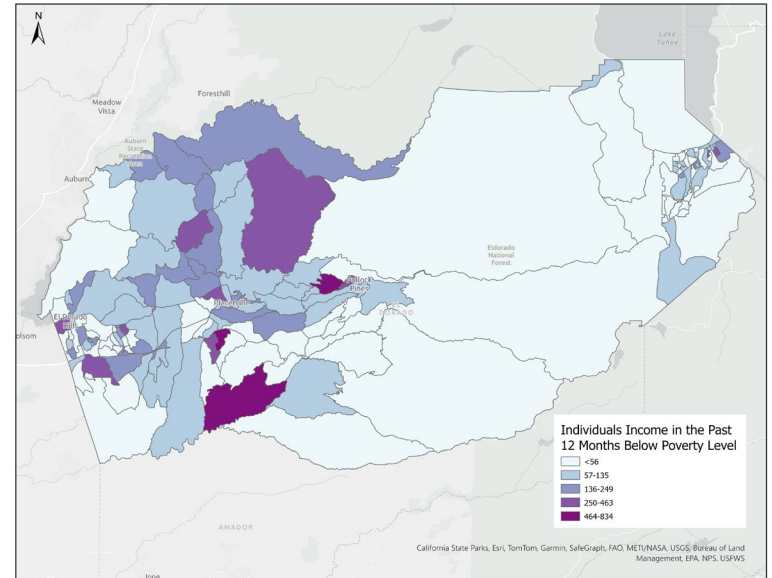 N
Lake
Tahoe
Foresthill
Meadow
Vista
Auburn
State
Recreation
Area
Auburn
Eldorado
National
Forest
Pollock
Pines
Placerville
DORADO
El Dorado
Hills
olsom
Individuals Income in the Past
12 Months Below Poverty Level
<56
57-135
136-249
250-463
464-834
AMADOR
California State Parks, Esri, TomTom, Garmin, SafeGraph, FAO, METI/NASA, USGS, Bureau of Land
Management, EPA, NPS, USFWS
Ione